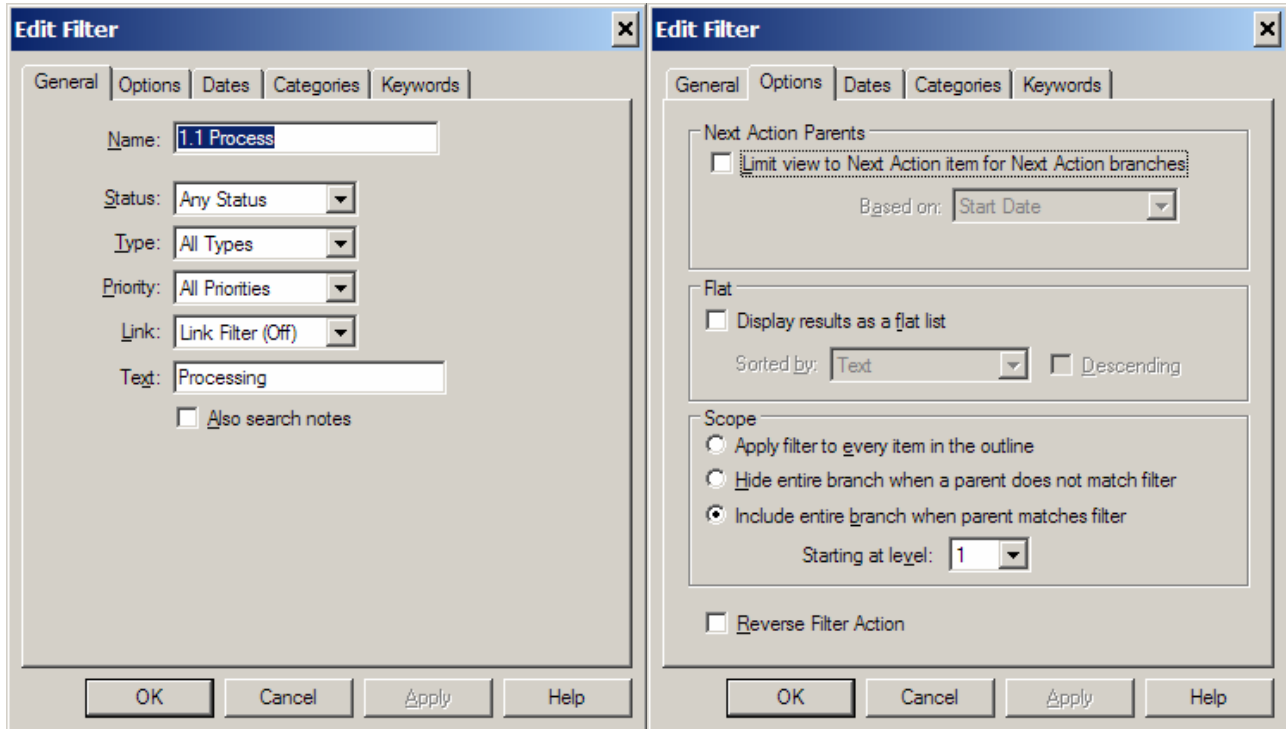 Edit Filter
General Options Dates Categories Keywords
Name: 1.1 Process
Status: Any Status
Type: All Types
Priority: All Priorities
Link: Link Filter (Off)
Text: Processing
Also search notes
OK Cancel Apply Help
Edit Filter
General Options Dates Categories Keywords
Next Action Parents
Limit view to Next Action item for Next Action branches
Based on: Start Date
Flat
Display results as a flat list
Sorted by: Text Descending
Scope
Apply filter to every item in the outline
Hide entire branch when a parent does not match filter
Include entire branch when parent matches filter
Starting at level: 1
Reverse Filter Action
OK Cancel Apply Help